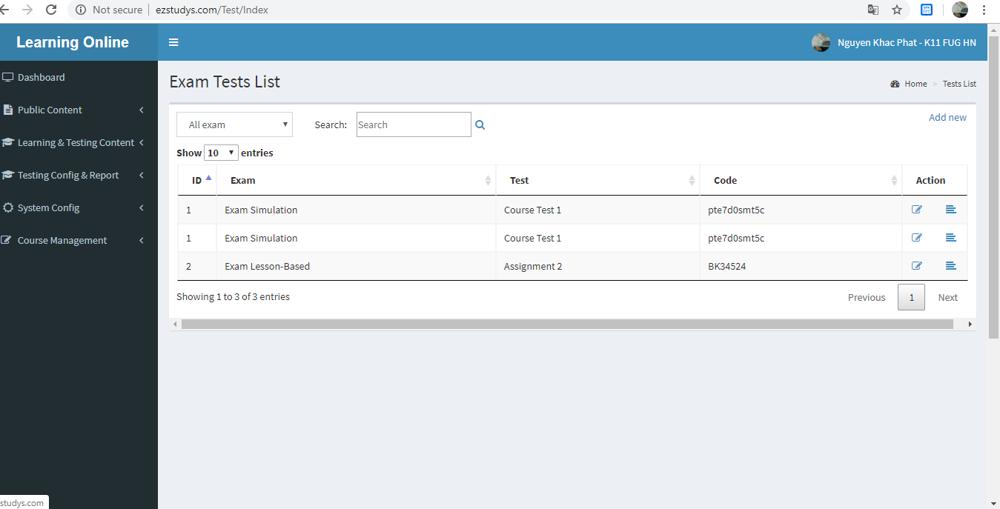 Not secure ezstudys.com/Test/Index
Learning Online
Nguyen Khac Phat - K11 FUG HN
Dashboard
Public Content
Learning & Testing Content
Testing Config & Report
System Config
Course Management
Exam Tests List
Home > Tests List
All exam Search: Search
Add new
Show 10 entries
ID Exam Test Code Action
1 Exam Simulation Course Test 1 pte7d0smt5c
1 Exam Simulation Course Test 1 pte7d0smt5c
2 Exam Lesson-Based Assignment 2 BK34524
Showing 1 to 3 of 3 entries
Previous 1 Next
studys.com